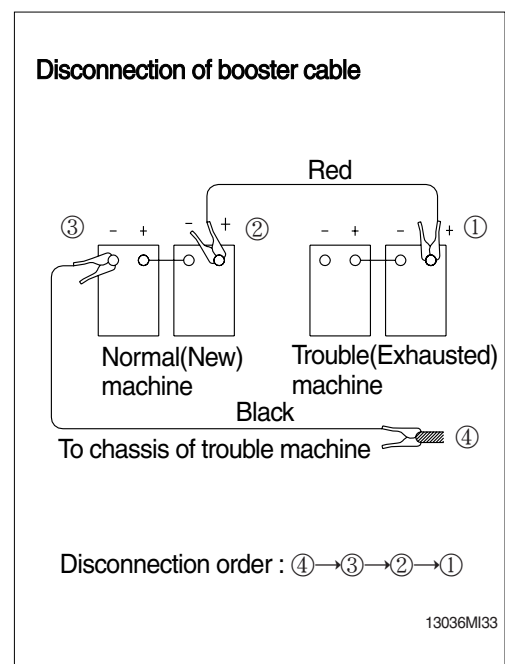 Disconnection of booster cable
Red
③ - + - + ② - + - + ①
Normal(New)
machine
Trouble(Exhausted)
machine
Black
To chassis of trouble machine ④
Disconnection order : ④→③→②→①
13036MI33